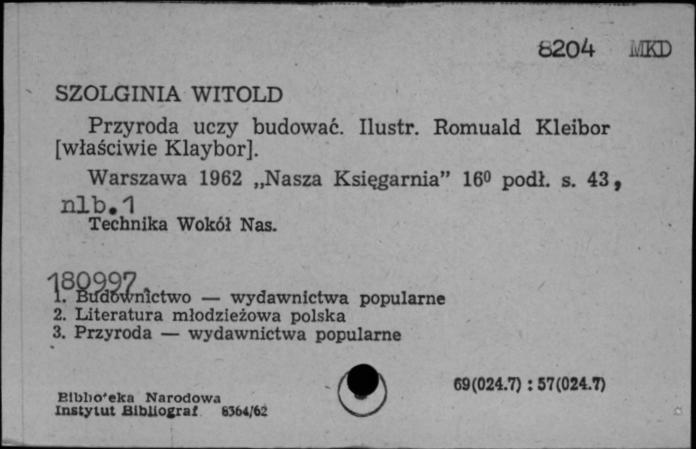 8204 MKD
SZOLGINIA WITOLD
Przyroda uczy budować. Ilustr. Romuald Kleibor
[właściwie Klaybor].
Warszawa 1962 „Nasza Księgarnia” 16⁰ podł. s. 43,
nlb.1
Technika Wokół Nas.
180997.
1. Budownictwo — wydawnictwa popularne
2. Literatura młodzieżowa polska
3. Przyroda — wydawnictwa popularne
69(024.7) : 57(024.7)
Biblioteka Narodowa
Instytut Bibliograf. 8364/62